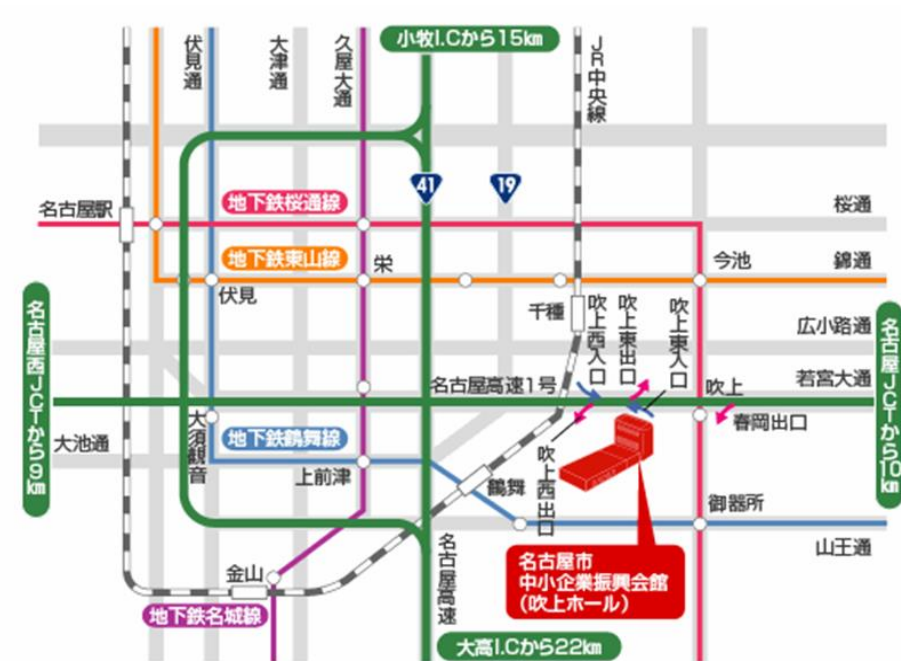 小牧I.Cから15km
伏見通
大津通
久屋大通
JR中央線
41
19
名古屋駅
地下鉄桜通線
桜通
地下鉄東山線
栄
今池
錦通
伏見
千種
吹上西入口
吹上東出口
吹上東入口
広小路通
名古屋西JCTから9km
名古屋JCTから10km
名古屋高速1号
吹上
若宮大通
春岡出口
大池通
大須観音
地下鉄鶴舞線
上前津
鶴舞
吹上西出口
御器所
山王通
金山
名古屋高速
名古屋市
中小企業振興会館
(吹上ホール)
地下鉄名城線
大高I.Cから22km